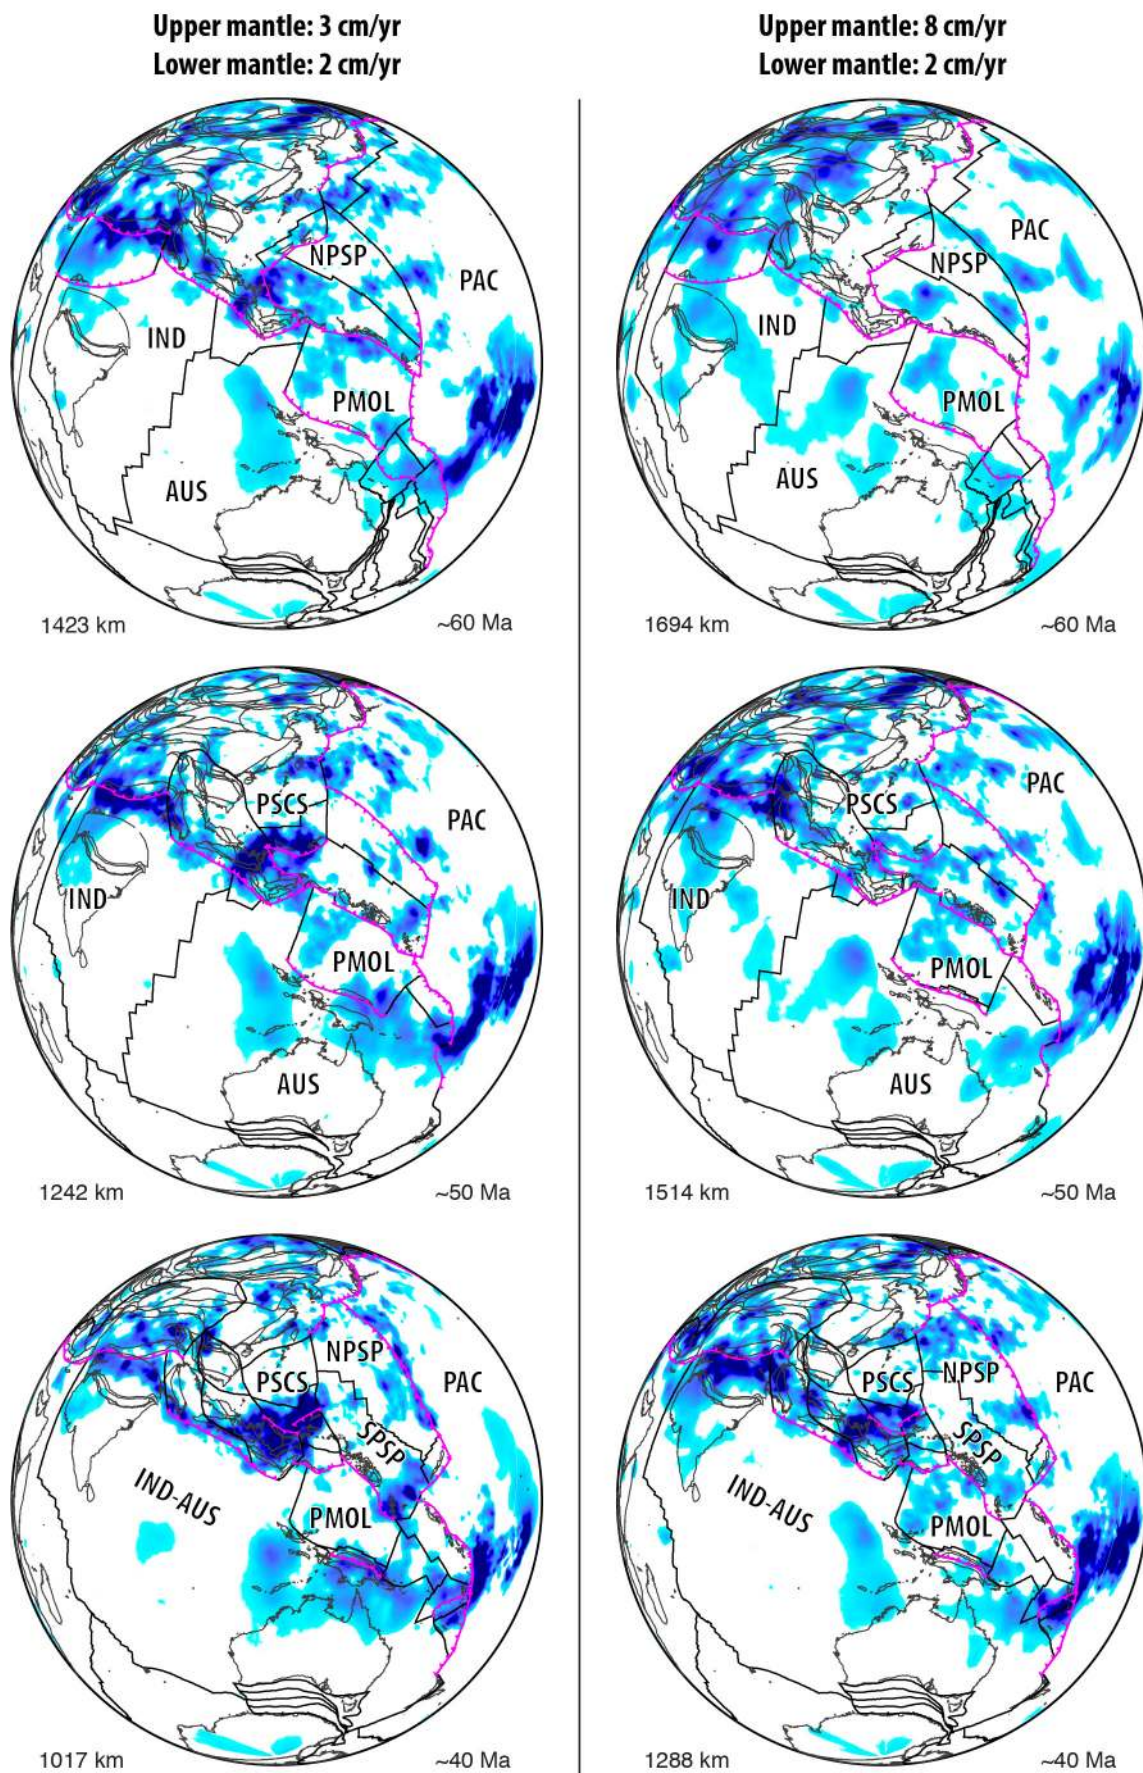 Upper mantle: 3 cm/yr
Lower mantle: 2 cm/yr
Upper mantle: 8 cm/yr
Lower mantle: 2 cm/yr
NPSP
PAC
IND
PMOL
AUS
1423 km
~60 Ma
PAC
NPSP
IND
PMOL
AUS
1694 km
~60 Ma
PSCS
PAC
IND
PMOL
AUS
1242 km
~50 Ma
PSCS
PAC
IND
PMOL
AUS
1514 km
~50 Ma
NPSP
PSCS
PAC
SPSP
IND-AUS
PMOL
1017 km
~40 Ma
PSCS
NPSP
PAC
SPSP
IND-AUS
PMOL
1288 km
~40 Ma